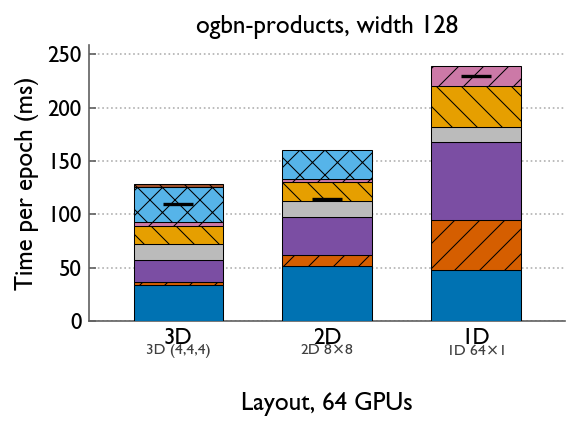 ogbn-products, width 128
Time per epoch (ms)
250
200
150
100
50
0
3D
2D
1D
3D (4,4,4)
2D 8×8
1D 64×1
Layout, 64 GPUs